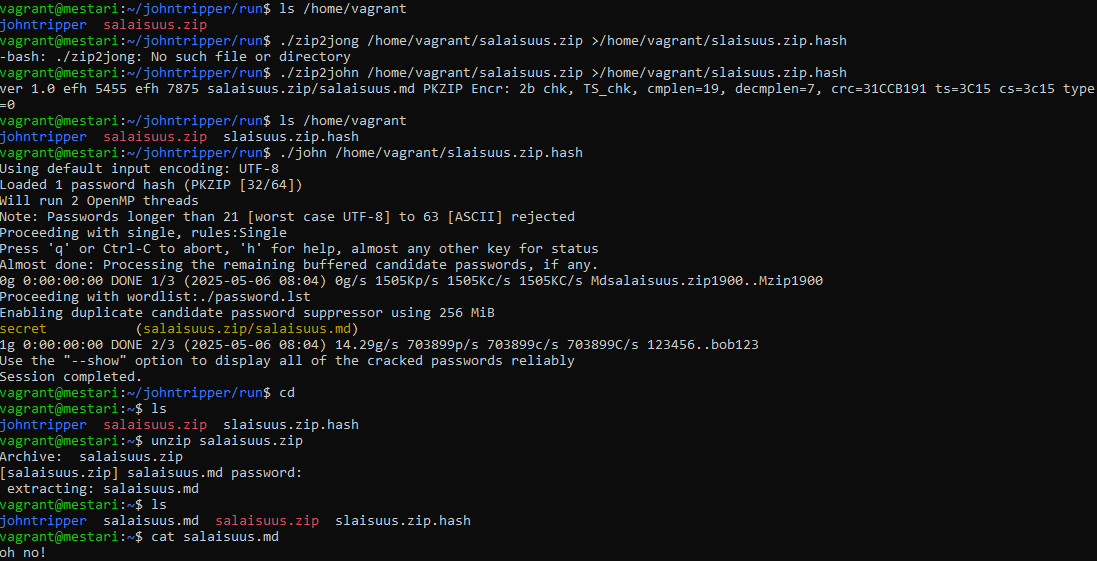 vagrant@mestari:~/johntripper/run$ ls /home/vagrant
johntripper  salaisuus.zip
vagrant@mestari:~/johntripper/run$ ./zip2jong /home/vagrant/salaisuus.zip >/home/vagrant/slaisuus.zip.hash
-bash: ./zip2jong: No such file or directory
vagrant@mestari:~/johntripper/run$ ./zip2john /home/vagrant/salaisuus.zip >/home/vagrant/slaisuus.zip.hash
ver 1.0 efh 5455 efh 7875 salaisuus.zip/salaisuus.md PKZIP Encr: 2b chk, TS_chk, cmplen=19, decmplen=7, crc=31CCB191 ts=3C15 cs=3c15 type
=0
vagrant@mestari:~/johntripper/run$ ls /home/vagrant
johntripper  salaisuus.zip  slaisuus.zip.hash
vagrant@mestari:~/johntripper/run$ ./john /home/vagrant/slaisuus.zip.hash
Using default input encoding: UTF-8
Loaded 1 password hash (PKZIP [32/64])
Will run 2 OpenMP threads
Note: Passwords longer than 21 [worst case UTF-8] to 63 [ASCII] rejected
Proceeding with single, rules:Single
Press 'q' or Ctrl-C to abort, 'h' for help, almost any other key for status
Almost done: Processing the remaining buffered candidate passwords, if any.
0g 0:00:00:00 DONE 1/3 (2025-05-06 08:04) 0g/s 1505Kp/s 1505Kc/s 1505KC/s Mdsalaisuus.zip1900..Mzip1900
Proceeding with wordlist:./password.lst
Enabling duplicate candidate password suppressor using 256 MiB
secret           (salaisuus.zip/salaisuus.md)
1g 0:00:00:00 DONE 2/3 (2025-05-06 08:04) 14.29g/s 703899p/s 703899c/s 703899C/s 123456..bob123
Use the "--show" option to display all of the cracked passwords reliably
Session completed.
vagrant@mestari:~/johntripper/run$ cd
vagrant@mestari:~$ ls
johntripper  salaisuus.zip  slaisuus.zip.hash
vagrant@mestari:~$ unzip salaisuus.zip
Archive:  salaisuus.zip
[salaisuus.zip] salaisuus.md password:
 extracting: salaisuus.md
vagrant@mestari:~$ ls
johntripper  salaisuus.md  salaisuus.zip  slaisuus.zip.hash
vagrant@mestari:~$ cat salaisuus.md
oh no!